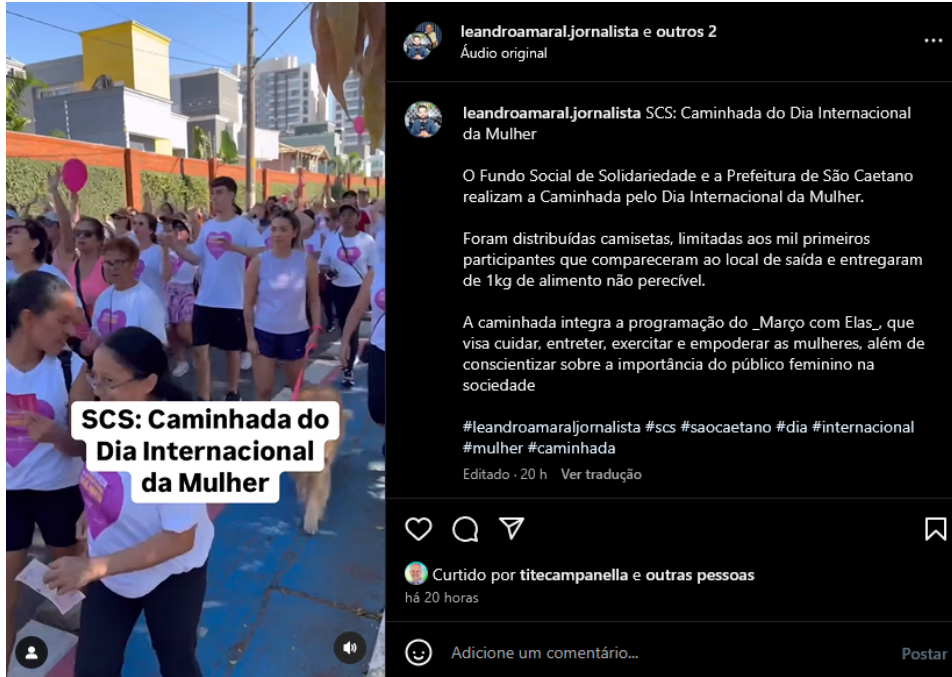 SCS: Caminhada do
Dia Internacional
da Mulher
leandroamaral.jornalista e outros 2
Áudio original
leandroamaral.jornalista SCS: Caminhada do Dia Internacional
da Mulher
O Fundo Social de Solidariedade e a Prefeitura de São Caetano
realizam a Caminhada pelo Dia Internacional da Mulher.
Foram distribuídas camisetas, limitadas aos mil primeiros
participantes que compareceram ao local de saída e entregaram
de 1kg de alimento não perecível.
A caminhada integra a programação do _Março com Elas_, que
visa cuidar, entreter, exercitar e empoderar as mulheres, além de
conscientizar sobre a importância do público feminino na
sociedade
#leandroamaraljornalista #scs #saocaetano #dia #internacional
#mulher #caminhada
Editado · 20 h Ver tradução
Curtido por titecampanella e outras pessoas
há 20 horas
Adicione um comentário...
Postar